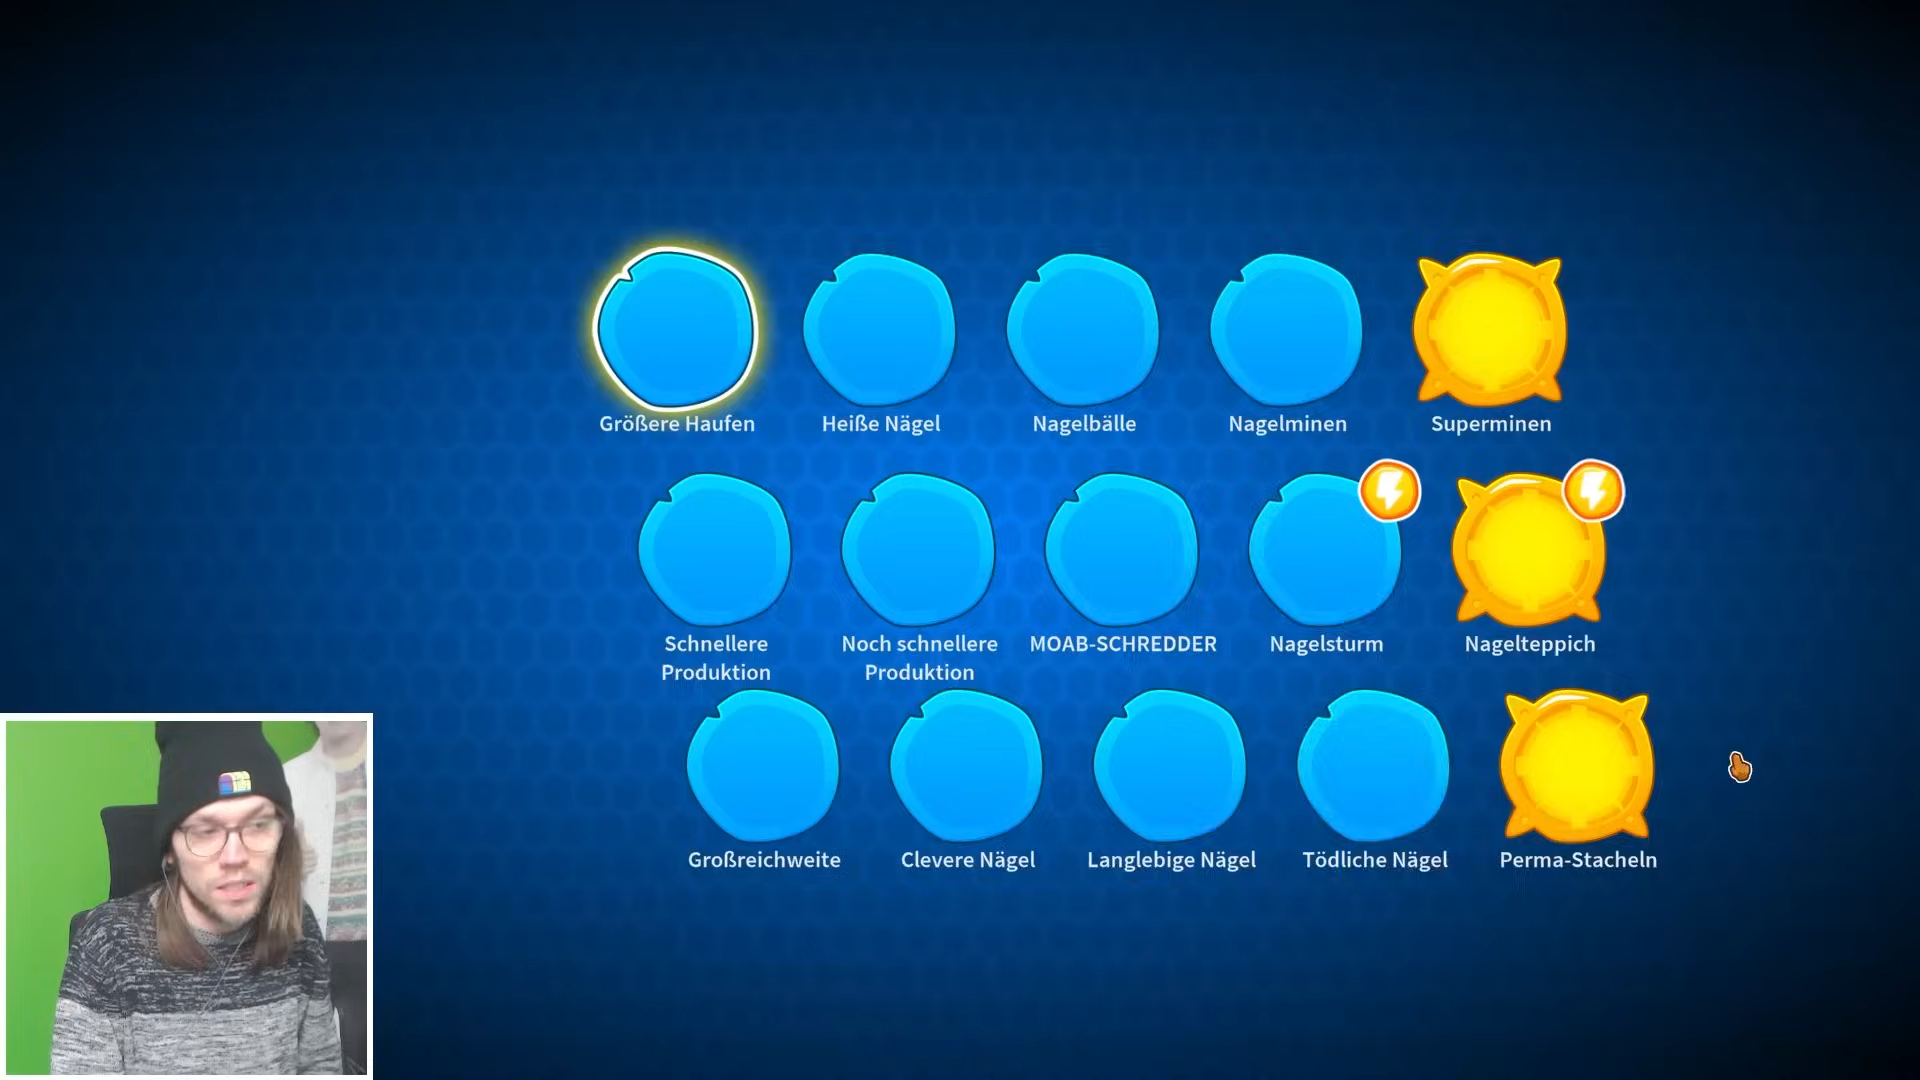 Größere Haufen
Heiße Nägel
Nagelbälle
Nagelminen
Superminen
Schnellere
Produktion
Noch schnellere
Produktion
MOAB-SCHREDDER
Nagelsturm
Nagelteppich
Großreichweite
Clevere Nägel
Langlebige Nägel
Tödliche Nägel
Perma-Stacheln